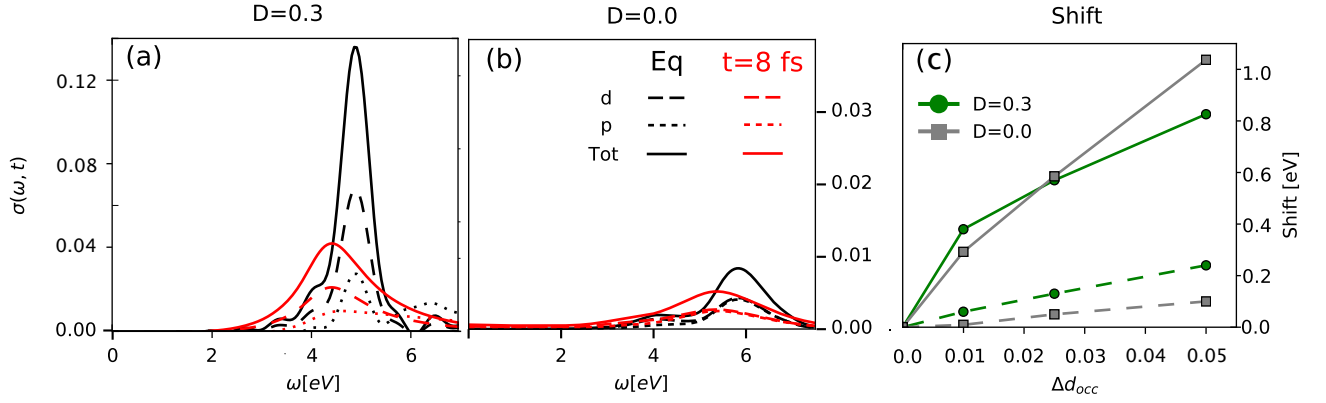 D=0.3
D=0.0
Shift
(a)
(b)
(c)
Eq
t=8 fs
d
p
Tot
D=0.3
D=0.0
σ(ω, t)
0.12
0.08
0.04
0.00
0
2
4
6
ω[eV]
0.03
0.02
0.01
0.00
2
4
6
ω[eV]
1.0
0.8
0.6
0.4
0.2
0.0
Shift [eV]
0.0
0.01
0.02
0.03
0.04
0.05
Δd_occ